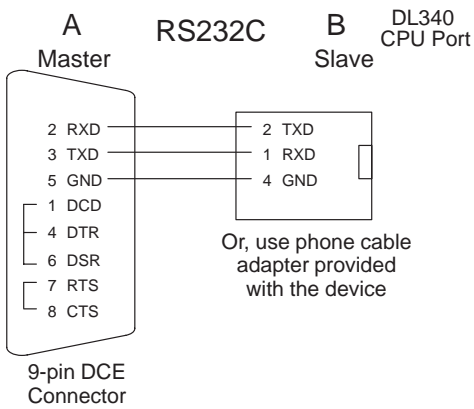 A
Master
RS232C
B
Slave
DL340
CPU Port
2 RXD
3 TXD
5 GND
1 DCD
4 DTR
6 DSR
7 RTS
8 CTS
2 TXD
1 RXD
4 GND
Or, use phone cable
adapter provided
with the device
9-pin DCE
Connector